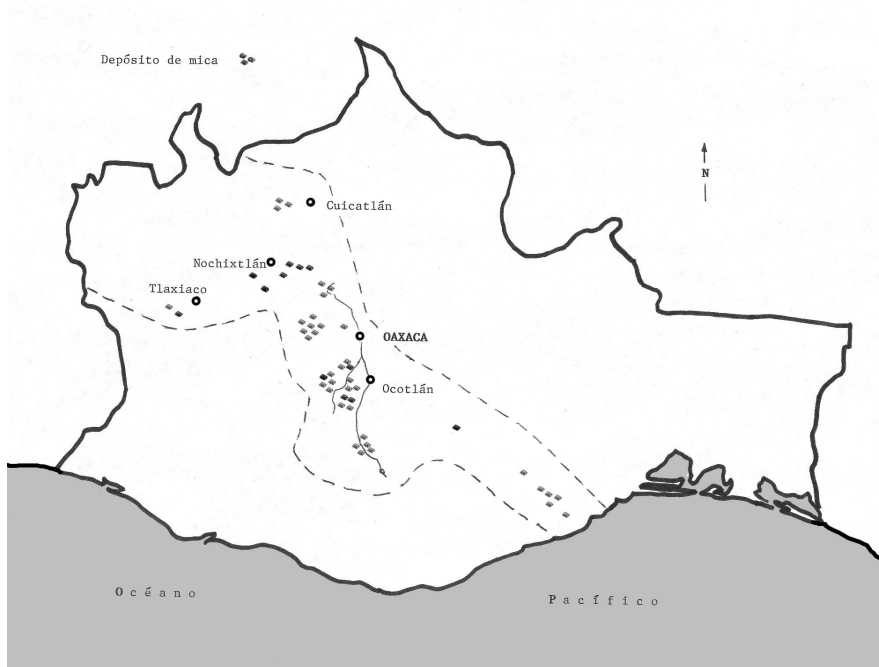 Depósito de mica
N
Cuicatlán
Nochixtlán
Tlaxiaco
OAXACA
Ocotlán
Océano
Pacífico